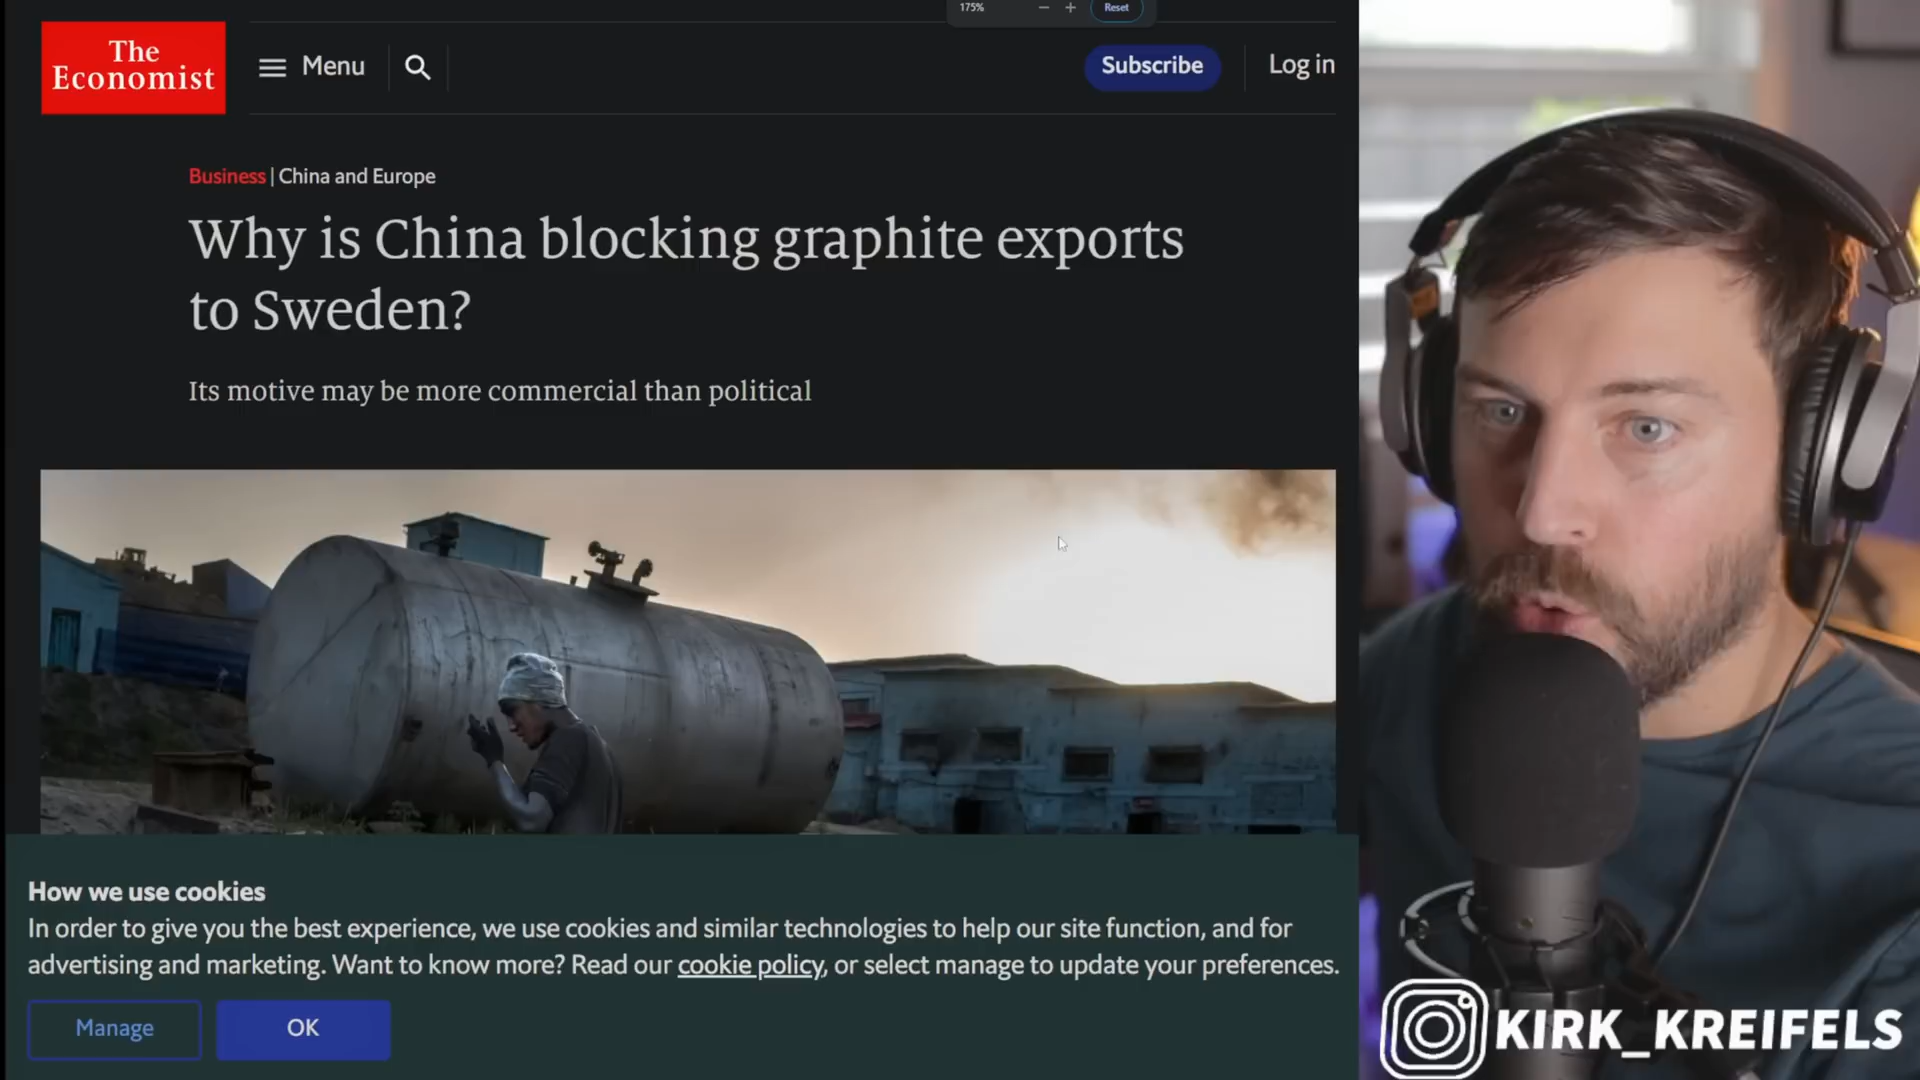 175%
Reset
The
Economist
Menu
Subscribe
Log in
Business | China and Europe
Why is China blocking graphite exports
to Sweden?
Its motive may be more commercial than political
How we use cookies
In order to give you the best experience, we use cookies and similar technologies to help our site function, and for
advertising and marketing. Want to know more? Read our cookie policy, or select manage to update your preferences.
Manage
OK
KIRK_KREIFELS